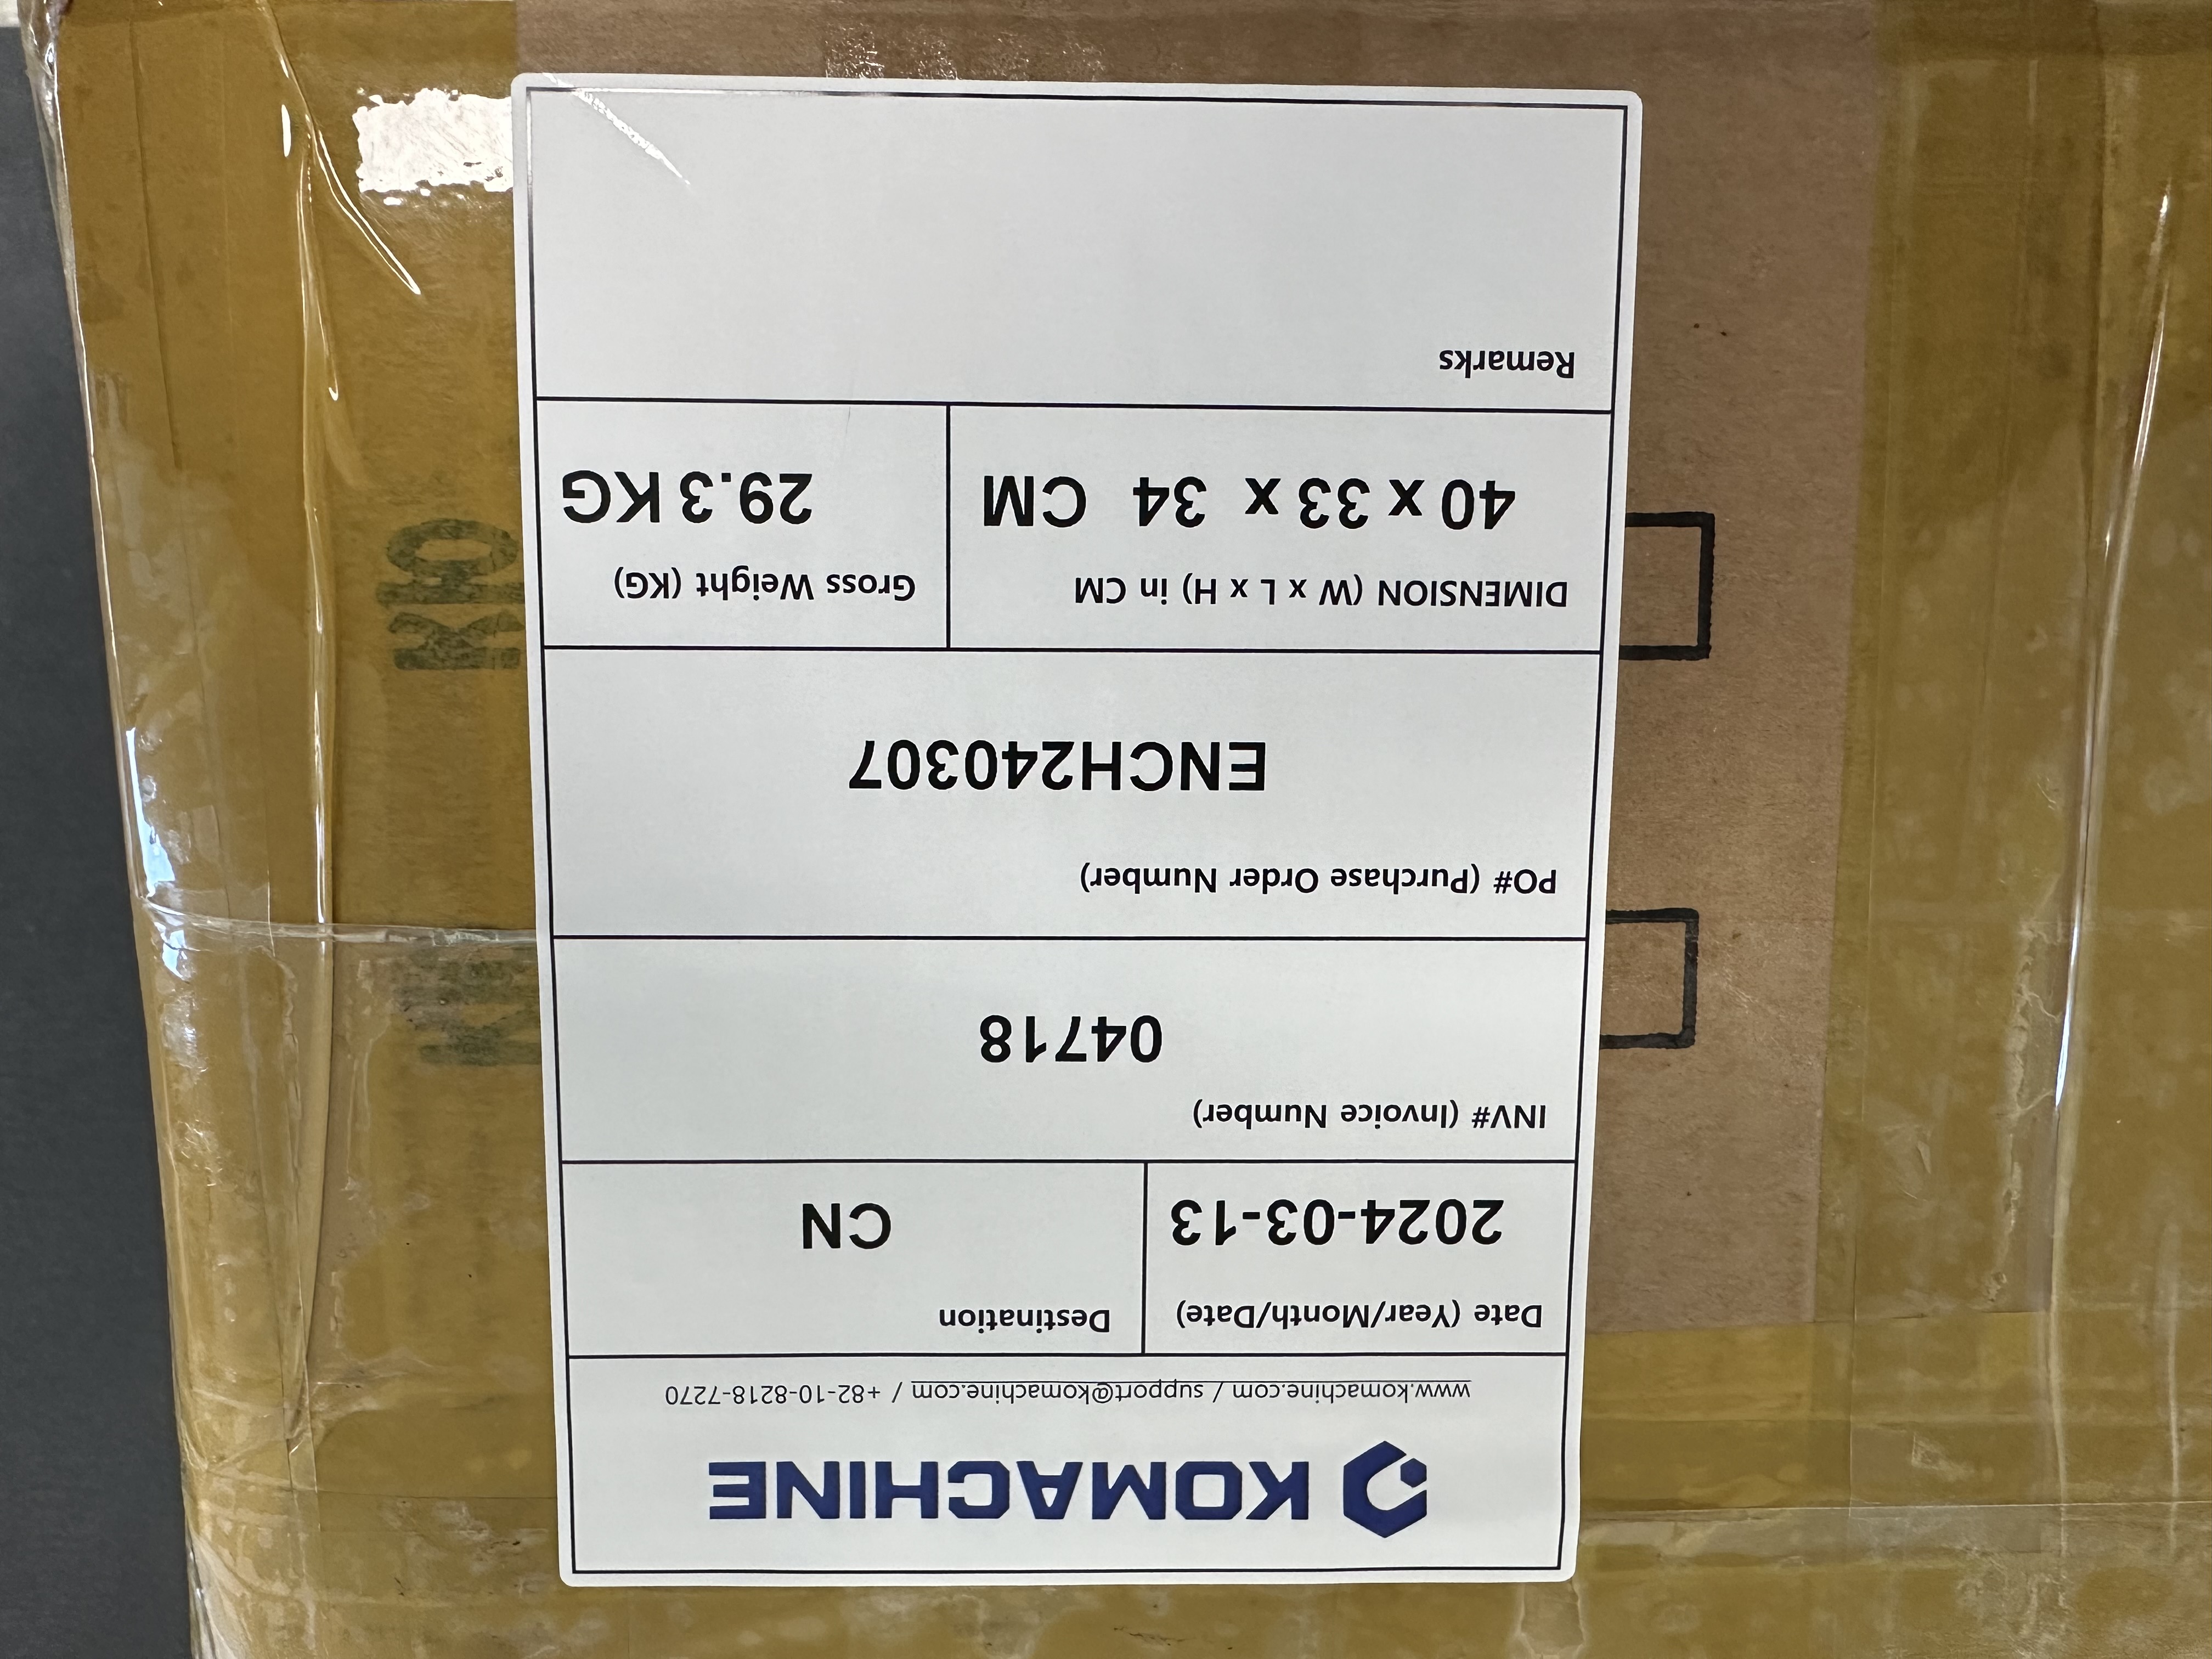 KOMACHINE
www.komachine.com / support@komachine.com / +82-10-8218-7270
Date (Year/Month/Date)
2024-03-13
Destination
CN
INV# (Invoice Number)
04718
PO# (Purchase Order Number)
ENCH240307
DIMENSION (W x L x H) in CM
40 x 33 x 34 CM
Gross Weight (KG)
29.3 KG
Remarks